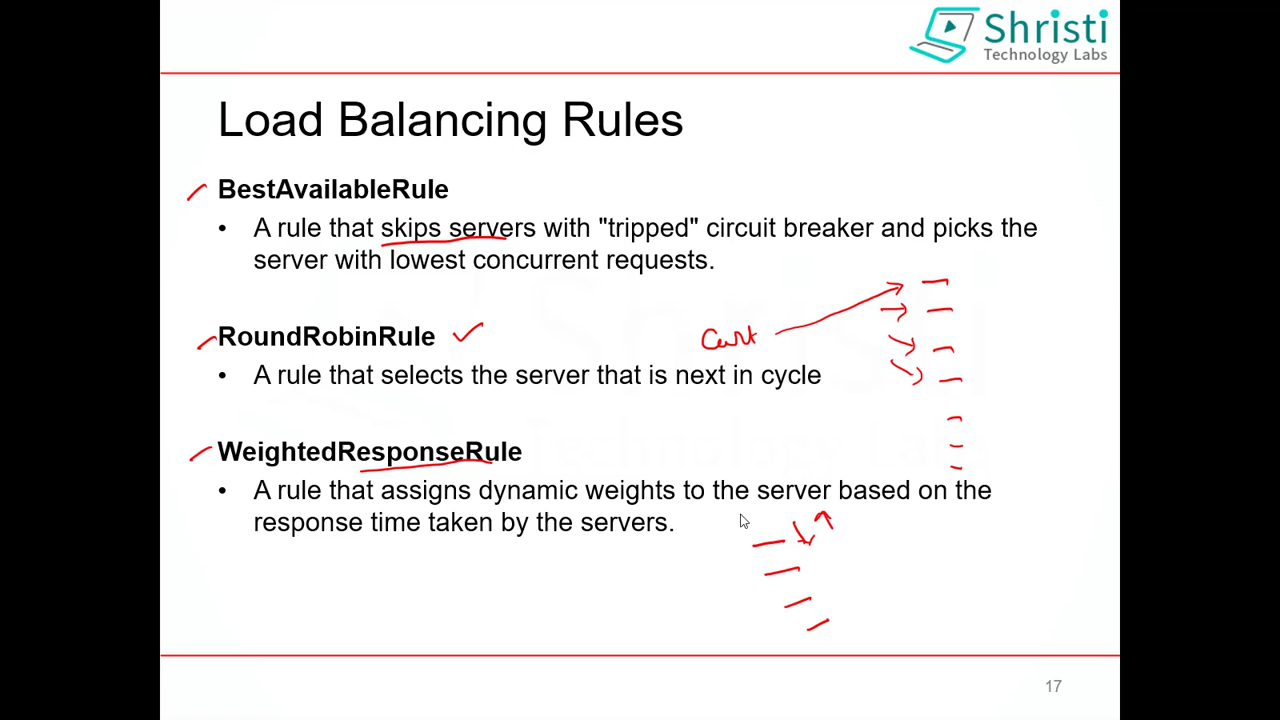 Shristi
Technology Labs
Load Balancing Rules
BestAvailableRule
• A rule that skips servers with "tripped" circuit breaker and picks the
server with lowest concurrent requests.
RoundRobinRule
Cart
• A rule that selects the server that is next in cycle
WeightedResponseRule
• A rule that assigns dynamic weights to the server based on the
response time taken by the servers.
17